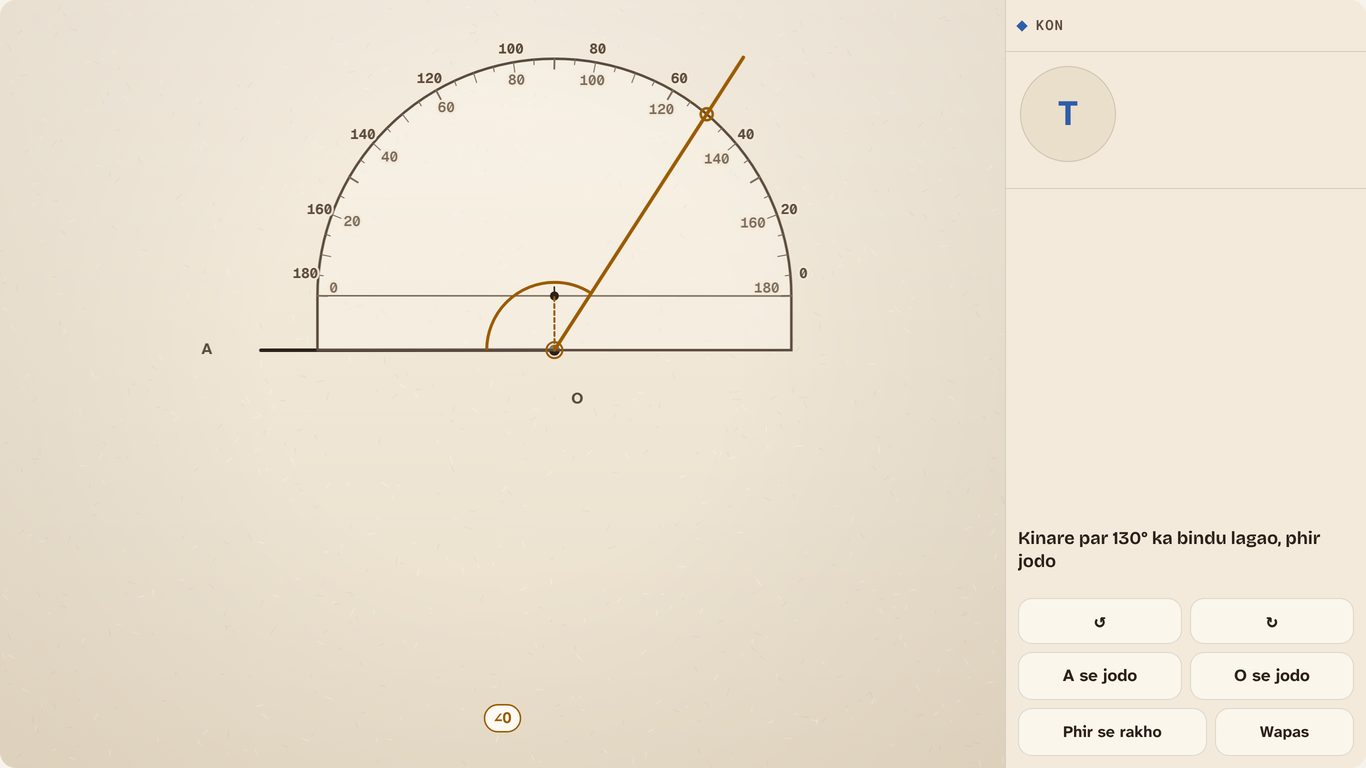 ◆ KON
T
100 80
120 80 100 60
60 120
140 40
40 140
160 20
20 160
180 0
0 180
A
O
∠O
Kinare par 130° ka bindu lagao, phir
jodo
↺ ↻
A se jodo O se jodo
Phir se rakho Wapas